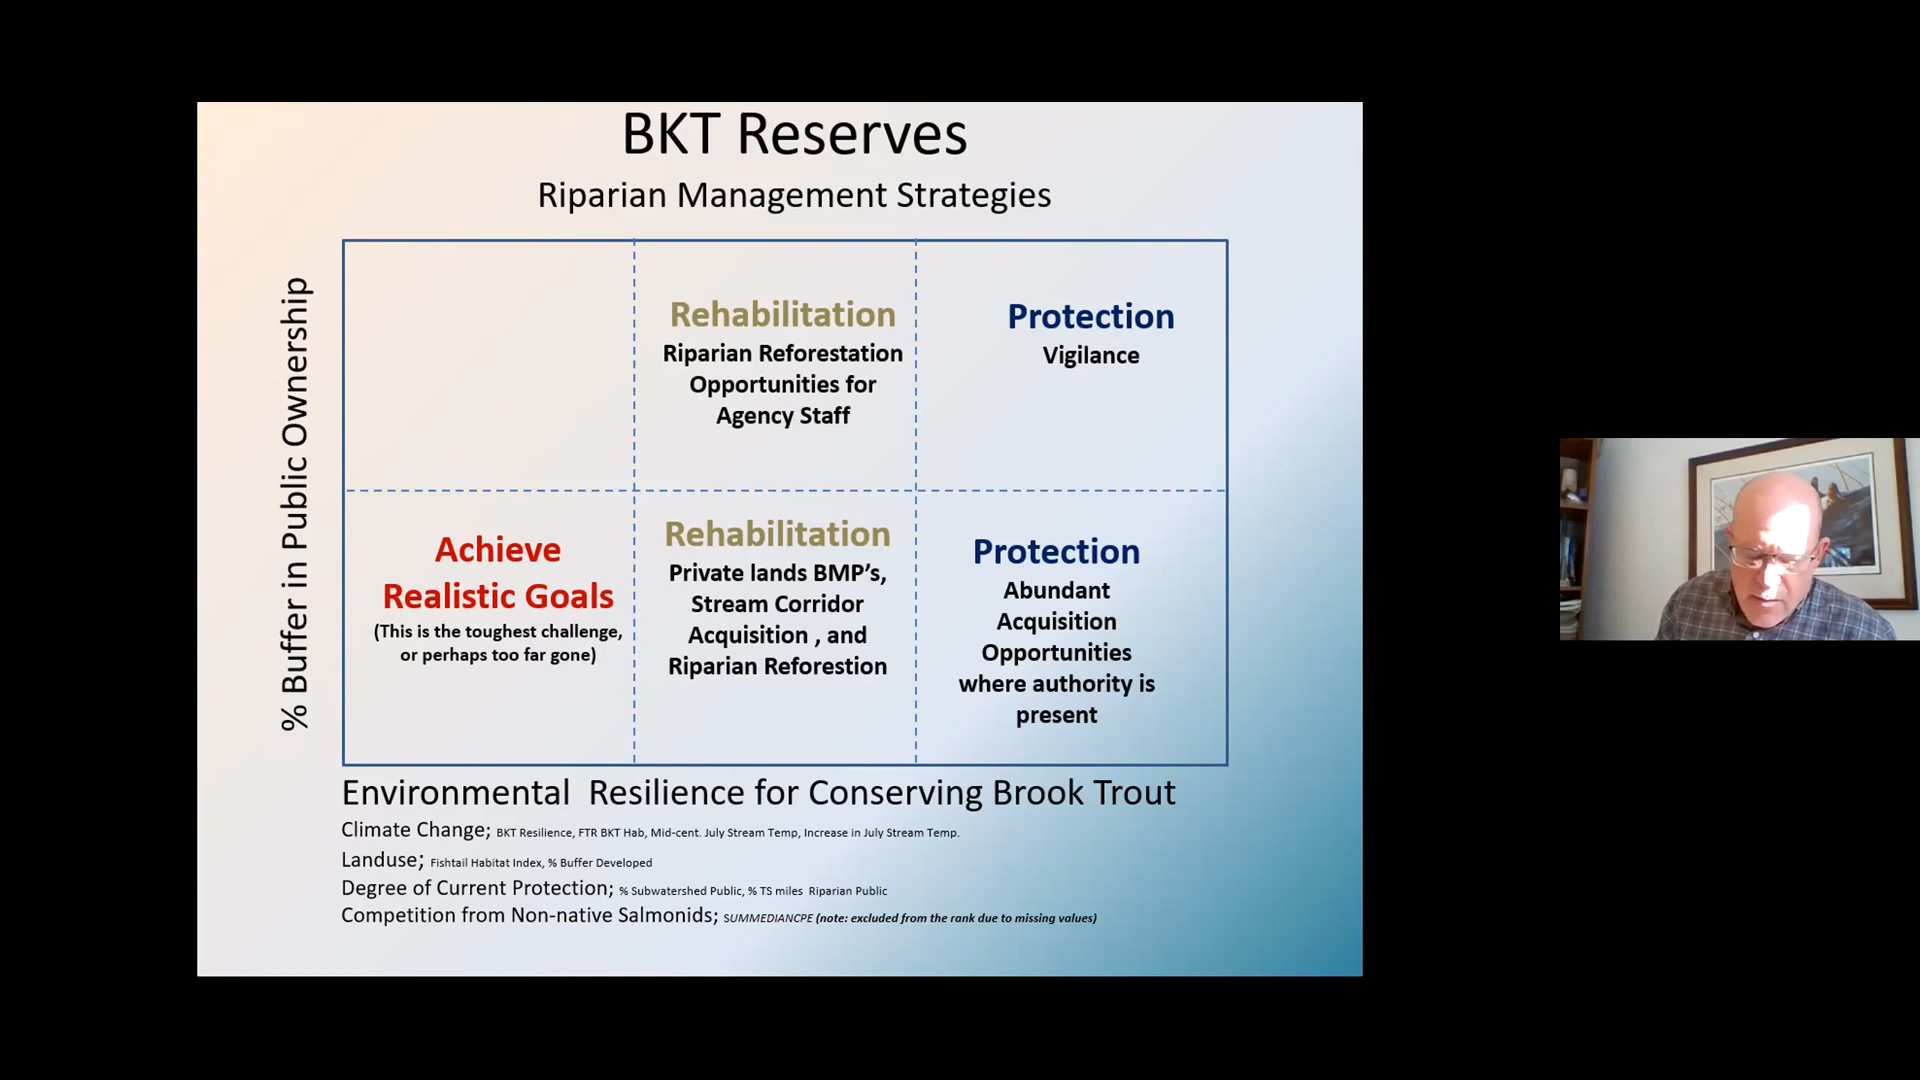 BKT Reserves
Riparian Management Strategies
% Buffer in Public Ownership
Rehabilitation
Riparian Reforestation
Opportunities for
Agency Staff
Protection
Vigilance
Achieve
Realistic Goals
(This is the toughest challenge,
or perhaps too far gone)
Rehabilitation
Private lands BMP's,
Stream Corridor
Acquisition , and
Riparian Reforestion
Protection
Abundant
Acquisition
Opportunities
where authority is
present
Environmental Resilience for Conserving Brook Trout
Climate Change; BKT Resilience, FTR BKT Hab, Mid-cent. July Stream Temp, Increase in July Stream Temp.
Landuse; Fishtail Habitat Index, % Buffer Developed
Degree of Current Protection; % Subwatershed Public, % TS miles Riparian Public
Competition from Non-native Salmonids; SUMMEDIANCPE (note: excluded from the rank due to missing values)